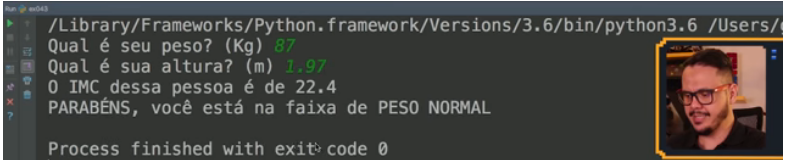 Run ex043
/Library/Frameworks/Python.framework/Versions/3.6/bin/python3.6 /Users/
Qual é seu peso? (Kg) 87
Qual é sua altura? (m) 1.97
O IMC dessa pessoa é de 22.4
PARABÉNS, você está na faixa de PESO NORMAL
Process finished with exit code 0